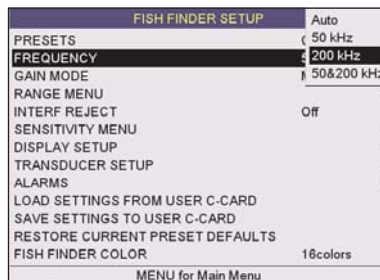 FISH FINDER SETUP
Auto
PRESETS
50 kHz
FREQUENCY
200 kHz
GAIN MODE
50&200 kHz
RANGE MENU
INTERF REJECT Off
SENSITIVITY MENU
DISPLAY SETUP
TRANSDUCER SETUP
ALARMS
LOAD SETTINGS FROM USER C-CARD
SAVE SETTINGS TO USER C-CARD
RESTORE CURRENT PRESET DEFAULTS
FISH FINDER COLOR 16colors
MENU for Main Menu